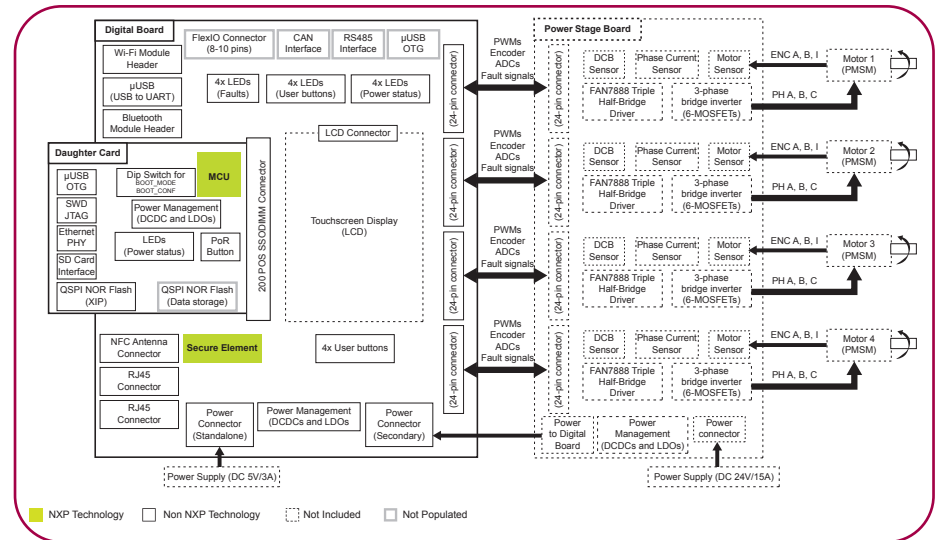 Digital Board
Wi-Fi Module
Header
µUSB
(USB to UART)
Bluetooth
Module Header
FlexIO Connector
(8-10 pins)
CAN
Interface
RS485
Interface
µUSB
OTG
4x LEDs
(Faults)
4x LEDs
(User buttons)
4x LEDs
(Power status)
LCD Connector
Touchscreen Display
(LCD)
Daughter Card
µUSB
OTG
SWD
JTAG
Ethernet
PHY
SD Card
Interface
QSPI NOR Flash
(XIP)
Dip Switch for
BOOT_MODE
BOOT_CONF
MCU
Power Management
(DCDC and LDOs)
LEDs
(Power status)
PoR
Button
QSPI NOR Flash
(Data storage)
200 POS SSODIMM Connector
NFC Antenna
Connector
RJ45
Connector
RJ45
Connector
Secure Element
4x User buttons
Power
Connector
(Standalone)
Power Management
(DCDCs and LDOs
Power
Connector
(Secondary)
Power Supply (DC 5V/3A)
(24-pin connector)
(24-pin connector)
(24-pin connector)
(24-pin connector)
PWMs
Encoder
ADCs
Fault signals
PWMs
Encoder
ADCs
Fault signals
PWMs
Encoder
ADCs
Fault signals
PWMs
Encoder
ADCs
Fault signals
Power Stage Board
(24-pin connector)
(24-pin connector)
(24-pin connector)
(24-pin connector)
DCB
Sensor
Phase Current
Sensor
Motor
Sensor
FAN7888 Triple
Half-Bridge
Driver
3-phase
bridge inverter
(6-MOSFETs)
ENC A, B, I
PH A, B, C
Motor 1
(PMSM)
DCB
Sensor
Phase Current
Sensor
Motor
Sensor
FAN7888 Triple
Half-Bridge
Driver
3-phase
bridge inverter
(6-MOSFETs)
ENC A, B, I
PH A, B, C
Motor 2
(PMSM)
DCB
Sensor
Phase Current
Sensor
Motor
Sensor
FAN7888 Triple
Half-Bridge
Driver
3-phase
bridge inverter
(6-MOSFETs)
ENC A, B, I
PH A, B, C
Motor 3
(PMSM)
DCB
Sensor
Phase Current
Sensor
Motor
Sensor
FAN7888 Triple
Half-Bridge
Driver
3-phase
bridge inverter
(6-MOSFETs)
ENC A, B, I
PH A, B, C
Motor 4
(PMSM)
Power
to Digital
Board
Power
Management
(DCDCs and LDOs)
Power
connector
Power Supply (DC 24V/15A)
NXP Technology
Non NXP Technology
Not Included
Not Populated